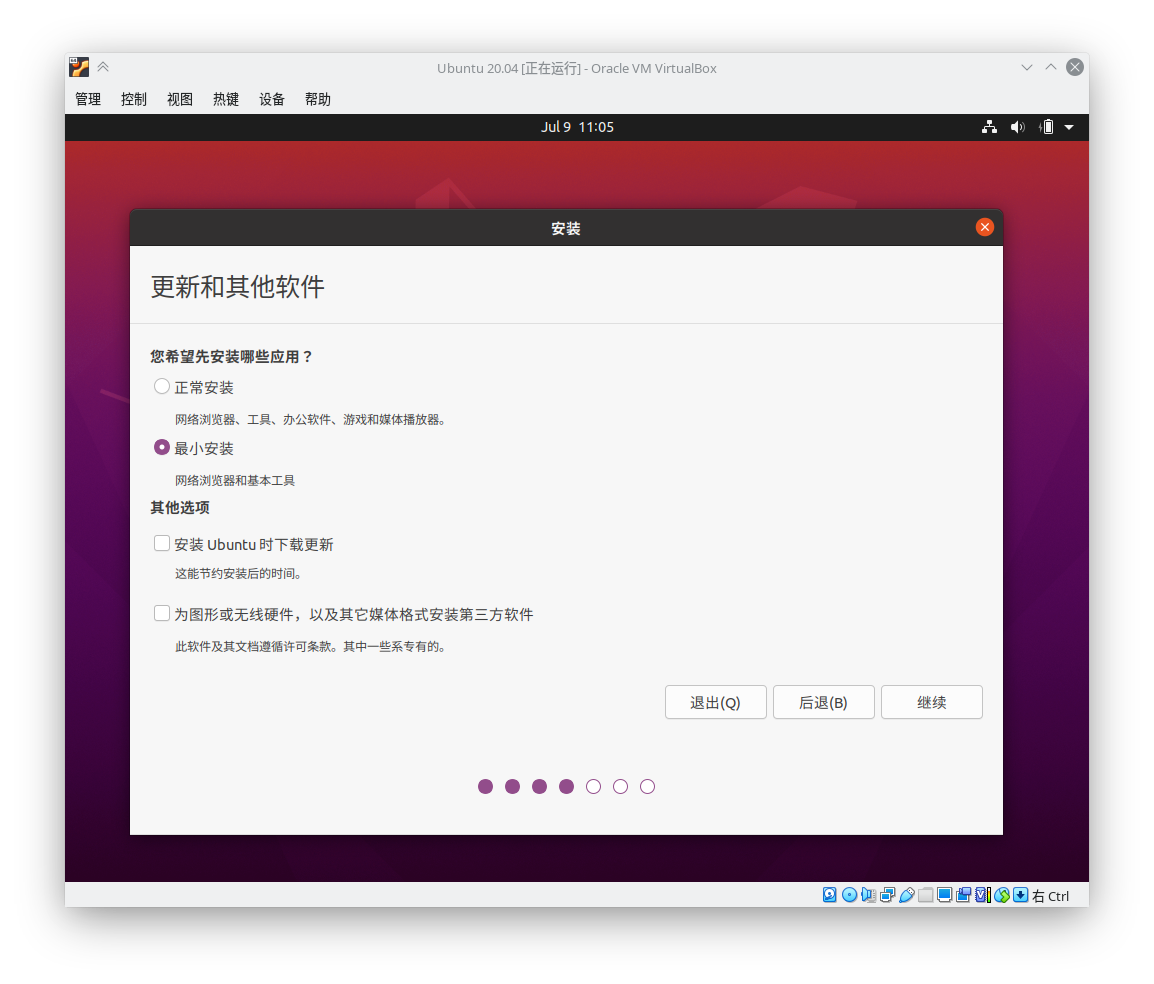 Ubuntu 20.04 [正在运行] - Oracle VM VirtualBox
管理 控制 视图 热键 设备 帮助
Jul 9 11:05
安装
更新和其他软件
您希望先安装哪些应用？
正常安装
网络浏览器、工具、办公软件、游戏和媒体播放器。
最小安装
网络浏览器和基本工具
其他选项
安装 Ubuntu 时下载更新
这能节约安装后的时间。
为图形或无线硬件，以及其它媒体格式安装第三方软件
此软件及其文档遵循许可条款。其中一些系专有的。
退出(Q) 后退(B) 继续
右 Ctrl